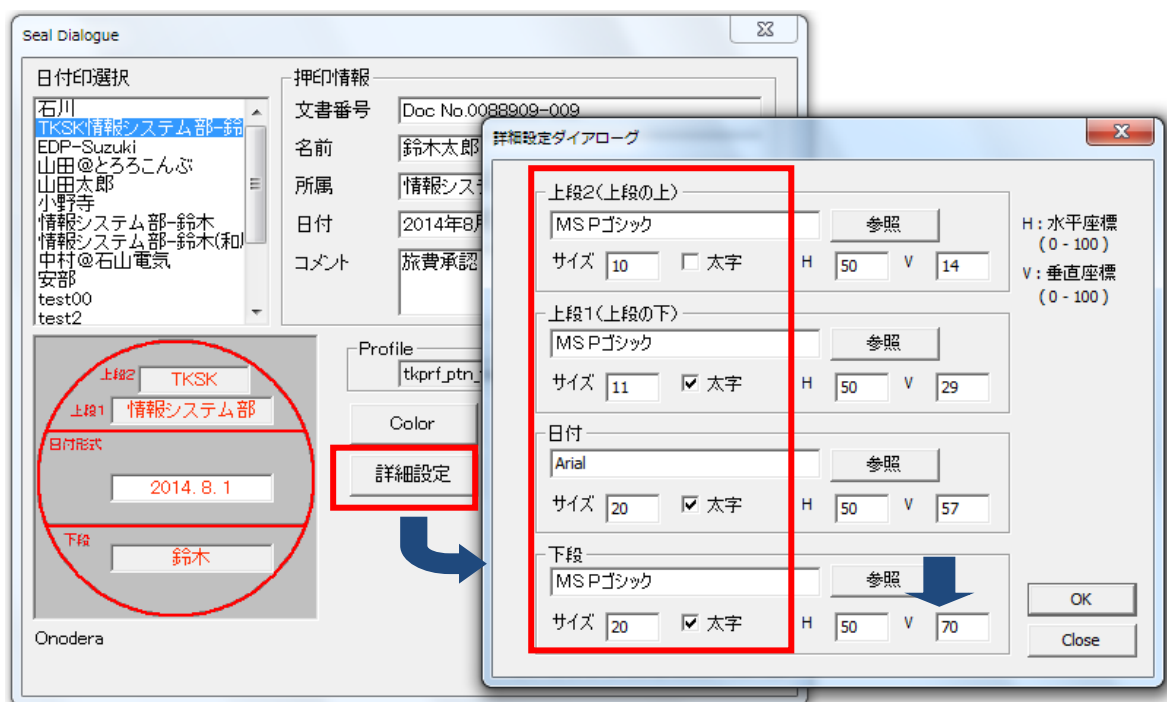 Seal Dialogue
日付印選択
石川
TKSK情報システム部-鈴
EDP-Suzuki
山田@とろろこんぶ
山田太郎
小野寺
情報システム部-鈴木
情報システム部-鈴木(和
中村@石山電気
安部
test00
test2
押印情報
文書番号 Doc No.0088909-009
名前 鈴木太郎
所属 情報シス
日付 2014年8月
コメント 旅費承認
上段2 TKSK
上段1 情報システム部
日付形式
2014. 8. 1
下段
鈴木
Onodera
Profile
tkprf_ptn_
Color
詳細設定
詳細設定ダイアローグ
上段2(上段の上)
MS Pゴシック 参照
サイズ 10 太字 H 50 V 14
上段1(上段の下)
MS Pゴシック 参照
サイズ 11 太字 H 50 V 29
日付
Arial 参照
サイズ 20 太字 H 50 V 57
下段
MS Pゴシック 参照
サイズ 20 太字 H 50 V 70
H : 水平座標
( 0 - 100 )
V : 垂直座標
( 0 - 100 )
OK
Close